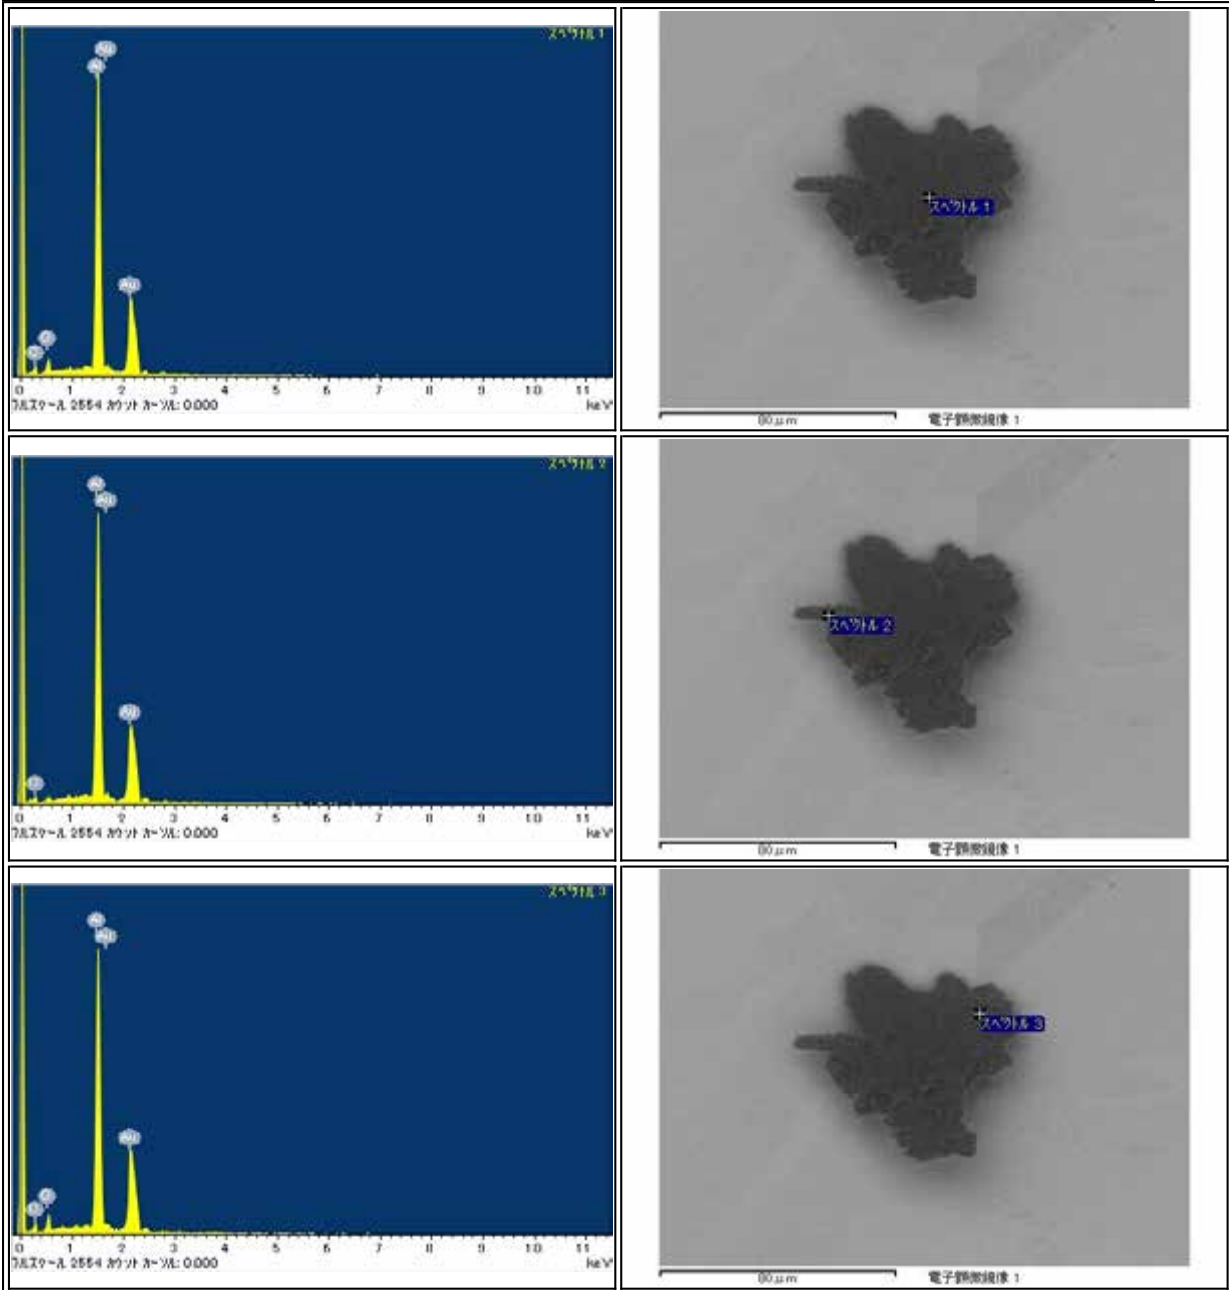 スペクトル 1
Au
Al
Au
O
C
0 1 2 3 4 5 6 7 8 9 10 11
フルスケール 2554 カウント カーソル: 0.000
keV
スペクトル 1
80μm
電子顕微鏡像 1
スペクトル 2
Al
Au
Au
C
0 1 2 3 4 5 6 7 8 9 10 11
フルスケール 2554 カウント カーソル: 0.000
keV
スペクトル 2
80μm
電子顕微鏡像 1
スペクトル 3
Al
Au
Au
O
C
0 1 2 3 4 5 6 7 8 9 10 11
フルスケール 2554 カウント カーソル: 0.000
keV
スペクトル 3
80μm
電子顕微鏡像 1